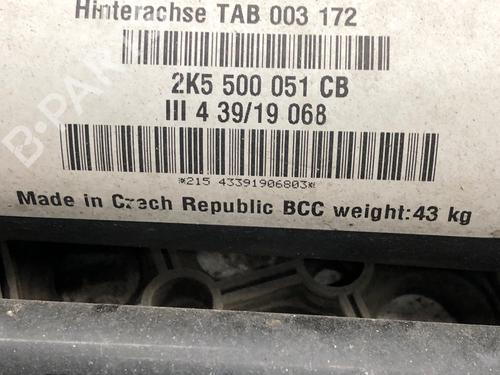 Hinterachse TAB 003 172
2K5 500 051 CB
III 4 39/19 068
*215 43391906803*
Made in Czech Republic BCC weight:43 kg
B-PARTS